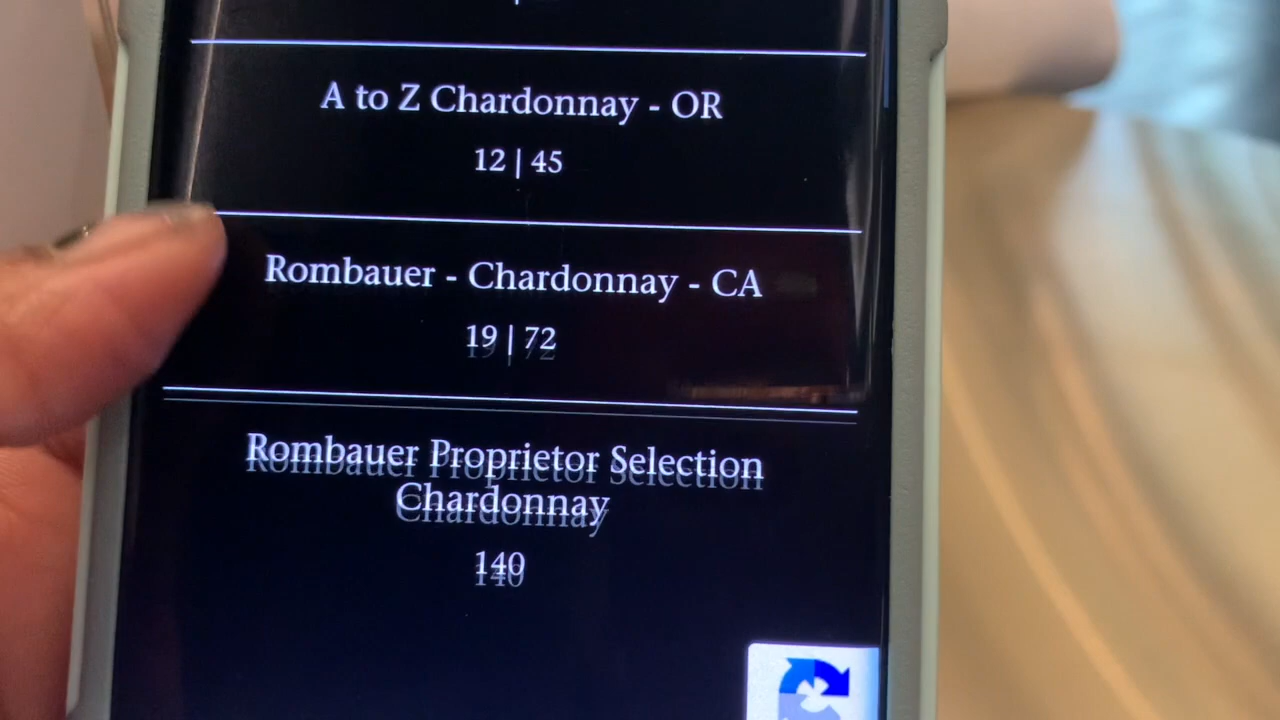 A to Z Chardonnay - OR
12 | 45
Rombauer - Chardonnay - CA
19 | 72
Rombauer Proprietor Selection
Chardonnay
140